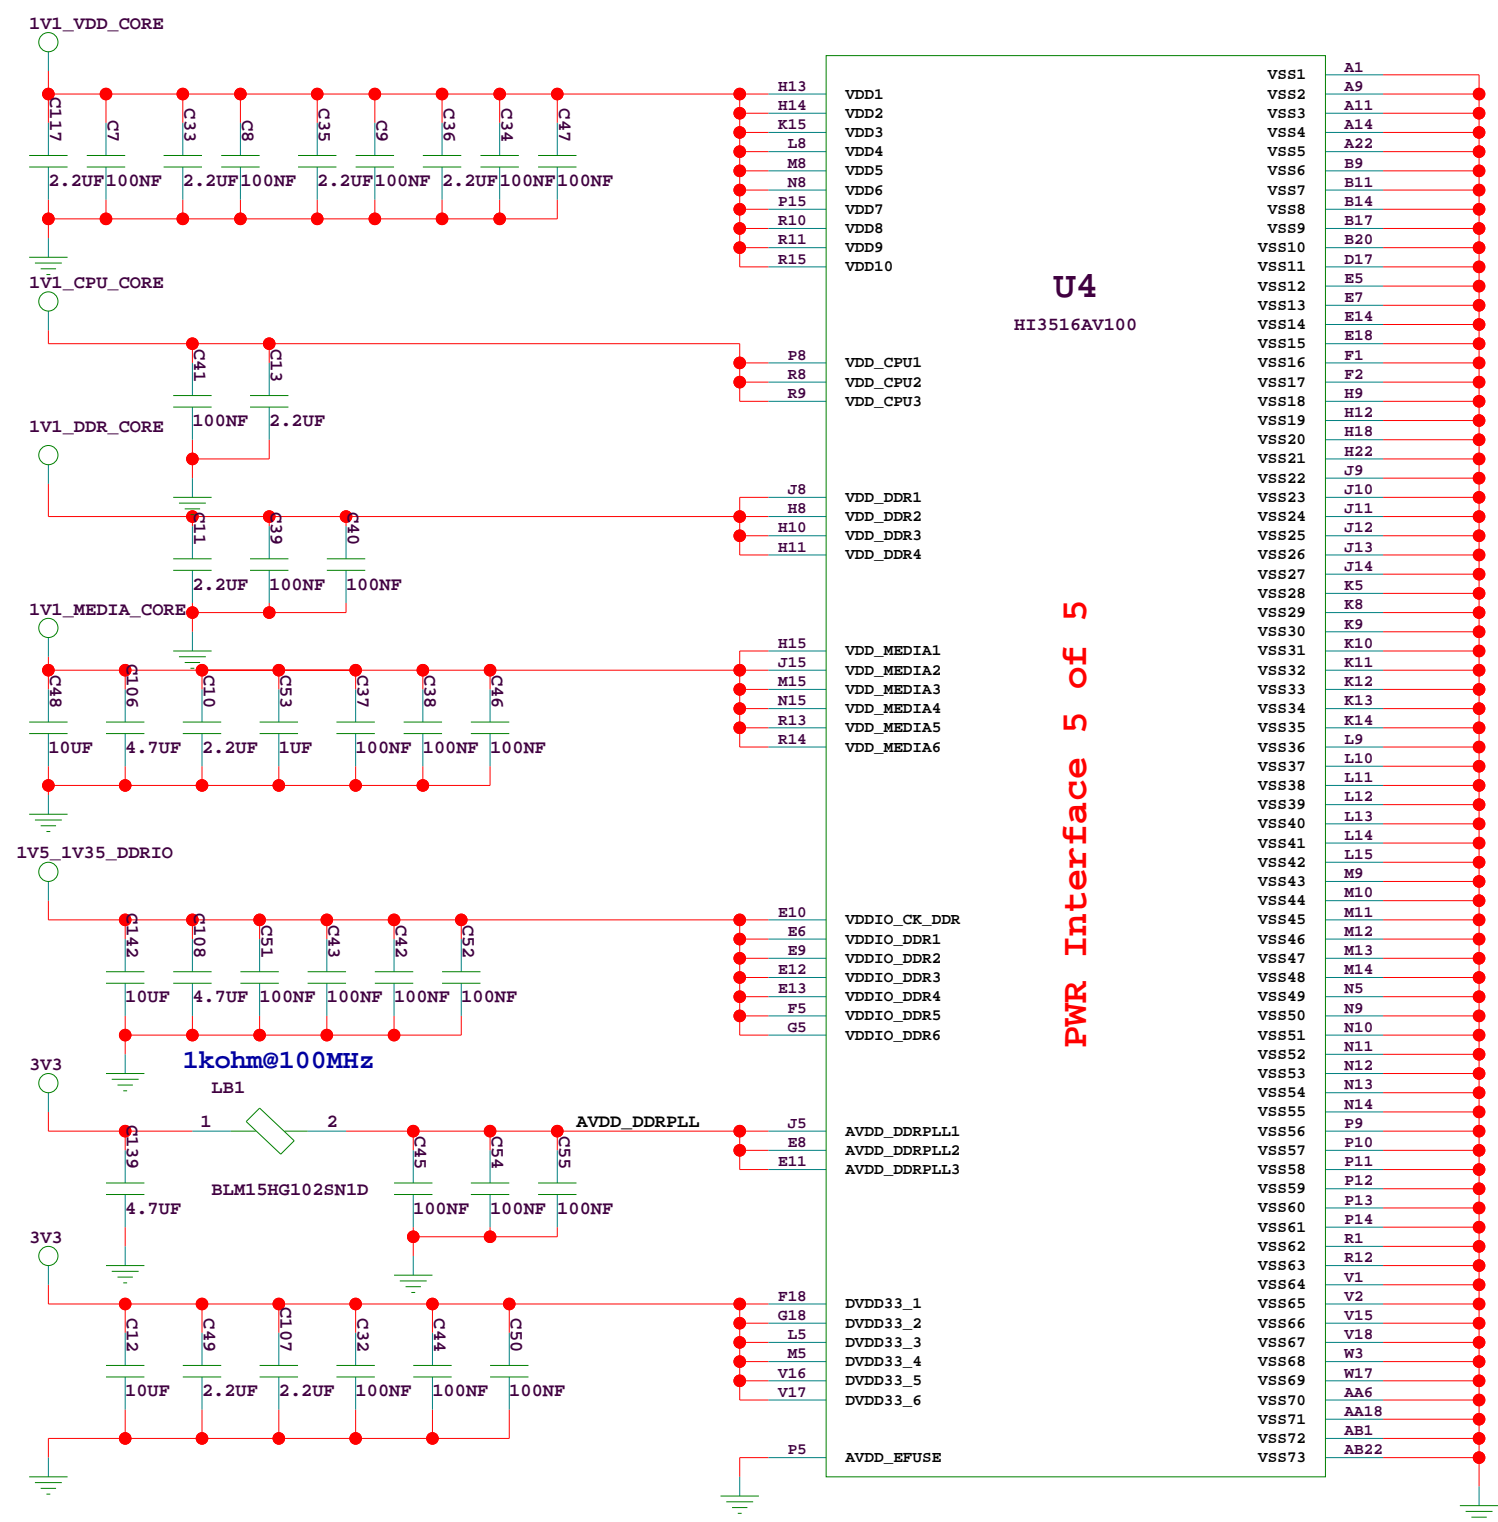 1V1_VDD_CORE
C117 C7 C33 C8 C35 C9 C36 C34 C47
2.2UF 100NF 2.2UF 100NF 2.2UF 100NF 2.2UF 100NF 100NF
1V1_CPU_CORE
C41 C13
100NF 2.2UF
1V1_DDR_CORE
C11 C39 C40
2.2UF 100NF 100NF
1V1_MEDIA_CORE
C48 C106 C10 C53 C37 C38 C46
10UF 4.7UF 2.2UF 1UF 100NF 100NF 100NF
1V5_1V35_DDRIO
C142 C108 C51 C43 C42 C52
10UF 4.7UF 100NF 100NF 100NF 100NF
1kohm@100MHz
3V3
LB1
1 2
AVDD_DDRPLL
C139 C45 C54 C55
BLM15HG102SN1D
4.7UF 100NF 100NF 100NF
3V3
C12 C49 C107 C32 C44 C50
10UF 2.2UF 2.2UF 100NF 100NF 100NF
H13 VDD1
H14 VDD2
K15 VDD3
L8 VDD4
M8 VDD5
N8 VDD6
P15 VDD7
R10 VDD8
R11 VDD9
R15 VDD10
P8 VDD_CPU1
R8 VDD_CPU2
R9 VDD_CPU3
J8 VDD_DDR1
H8 VDD_DDR2
H10 VDD_DDR3
H11 VDD_DDR4
H15 VDD_MEDIA1
J15 VDD_MEDIA2
M15 VDD_MEDIA3
N15 VDD_MEDIA4
R13 VDD_MEDIA5
R14 VDD_MEDIA6
E10 VDDIO_CK_DDR
E6 VDDIO_DDR1
E9 VDDIO_DDR2
E12 VDDIO_DDR3
E13 VDDIO_DDR4
F5 VDDIO_DDR5
G5 VDDIO_DDR6
J5 AVDD_DDRPLL1
E8 AVDD_DDRPLL2
E11 AVDD_DDRPLL3
F18 DVDD33_1
G18 DVDD33_2
L5 DVDD33_3
M5 DVDD33_4
V16 DVDD33_5
V17 DVDD33_6
P5 AVDD_EFUSE
U4
HI3516AV100
PWR Interface 5 of 5
VSS1 A1
VSS2 A9
VSS3 A11
VSS4 A14
VSS5 A22
VSS6 B9
VSS7 B11
VSS8 B14
VSS9 B17
VSS10 B20
VSS11 D17
VSS12 E5
VSS13 E7
VSS14 E14
VSS15 E18
VSS16 F1
VSS17 F2
VSS18 H9
VSS19 H12
VSS20 H18
VSS21 H22
VSS22 J9
VSS23 J10
VSS24 J11
VSS25 J12
VSS26 J13
VSS27 J14
VSS28 K5
VSS29 K8
VSS30 K9
VSS31 K10
VSS32 K11
VSS33 K12
VSS34 K13
VSS35 K14
VSS36 L9
VSS37 L10
VSS38 L11
VSS39 L12
VSS40 L13
VSS41 L14
VSS42 L15
VSS43 M9
VSS44 M10
VSS45 M11
VSS46 M12
VSS47 M13
VSS48 M14
VSS49 N5
VSS50 N9
VSS51 N10
VSS52 N11
VSS53 N12
VSS54 N13
VSS55 N14
VSS56 P9
VSS57 P10
VSS58 P11
VSS59 P12
VSS60 P13
VSS61 P14
VSS62 R1
VSS63 R12
VSS64 V1
VSS65 V2
VSS66 V15
VSS67 V18
VSS68 W3
VSS69 W17
VSS70 AA6
VSS71 AA18
VSS72 AB1
VSS73 AB22